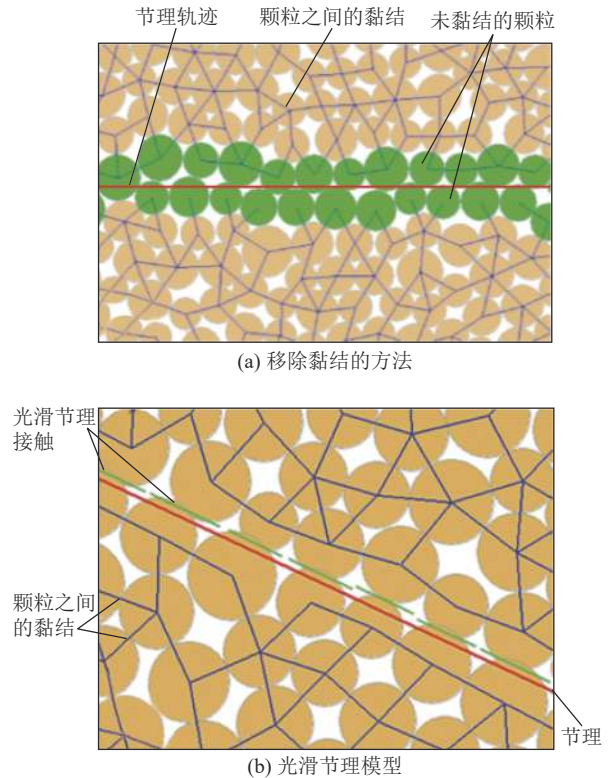 节理轨迹
颗粒之间的黏结
未黏结的颗粒
(a) 移除黏结的方法
光滑节理
接触
颗粒之间
的黏结
节理
(b) 光滑节理模型